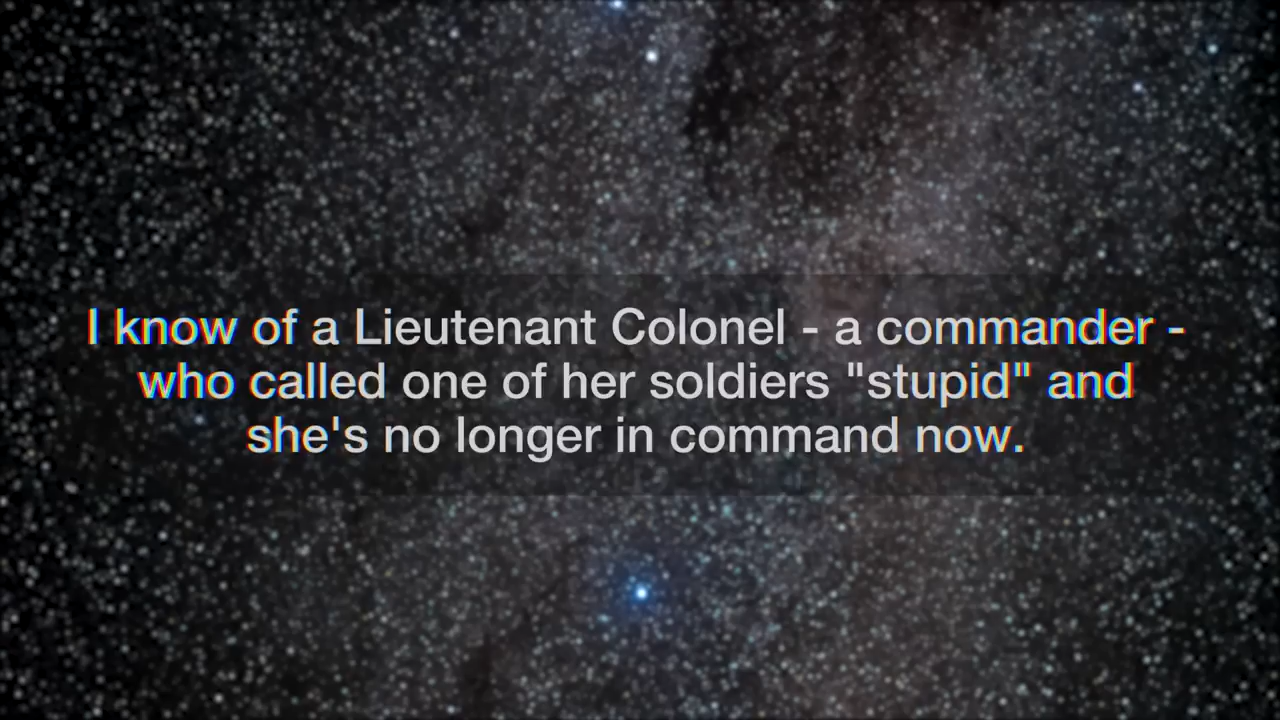 I know of a Lieutenant Colonel - a commander -
who called one of her soldiers "stupid" and
she's no longer in command now.